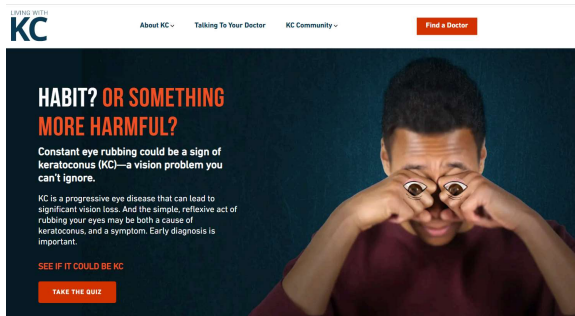 LIVING WITH
KC
About KC
Talking To Your Doctor
KC Community
Find a Doctor
HABIT? OR SOMETHING
MORE HARMFUL?
Constant eye rubbing could be a sign of
keratoconus (KC)—a vision problem you
can't ignore.
KC is a progressive eye disease that can lead to
significant vision loss. And the simple, reflexive act of
rubbing your eyes may be both a cause of
keratoconus, and a symptom. Early diagnosis is
important.
SEE IF IT COULD BE KC
TAKE THE QUIZ